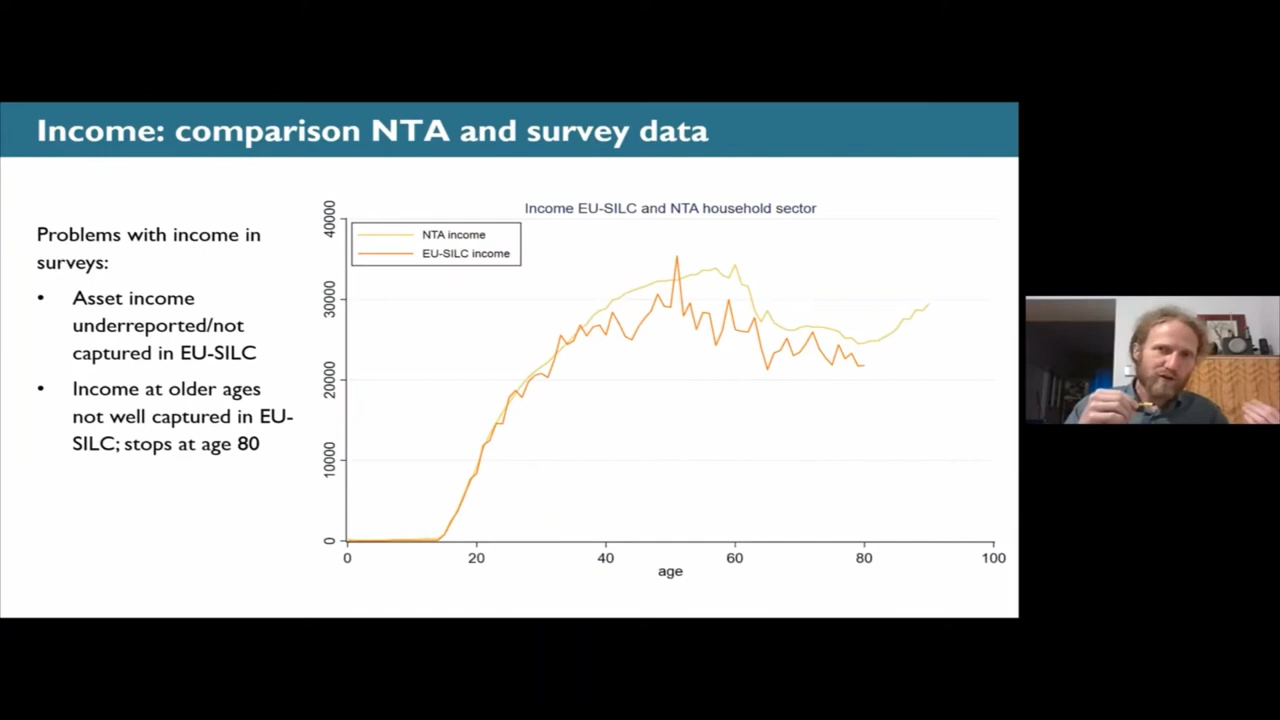 Income: comparison NTA and survey data
Problems with income in
surveys:
• Asset income
underreported/not
captured in EU-SILC
• Income at older ages
not well captured in EU-
SILC; stops at age 80
Income EU-SILC and NTA household sector
NTA income
EU-SILC income
40000
30000
20000
10000
0
0 20 40 60 80 100
age